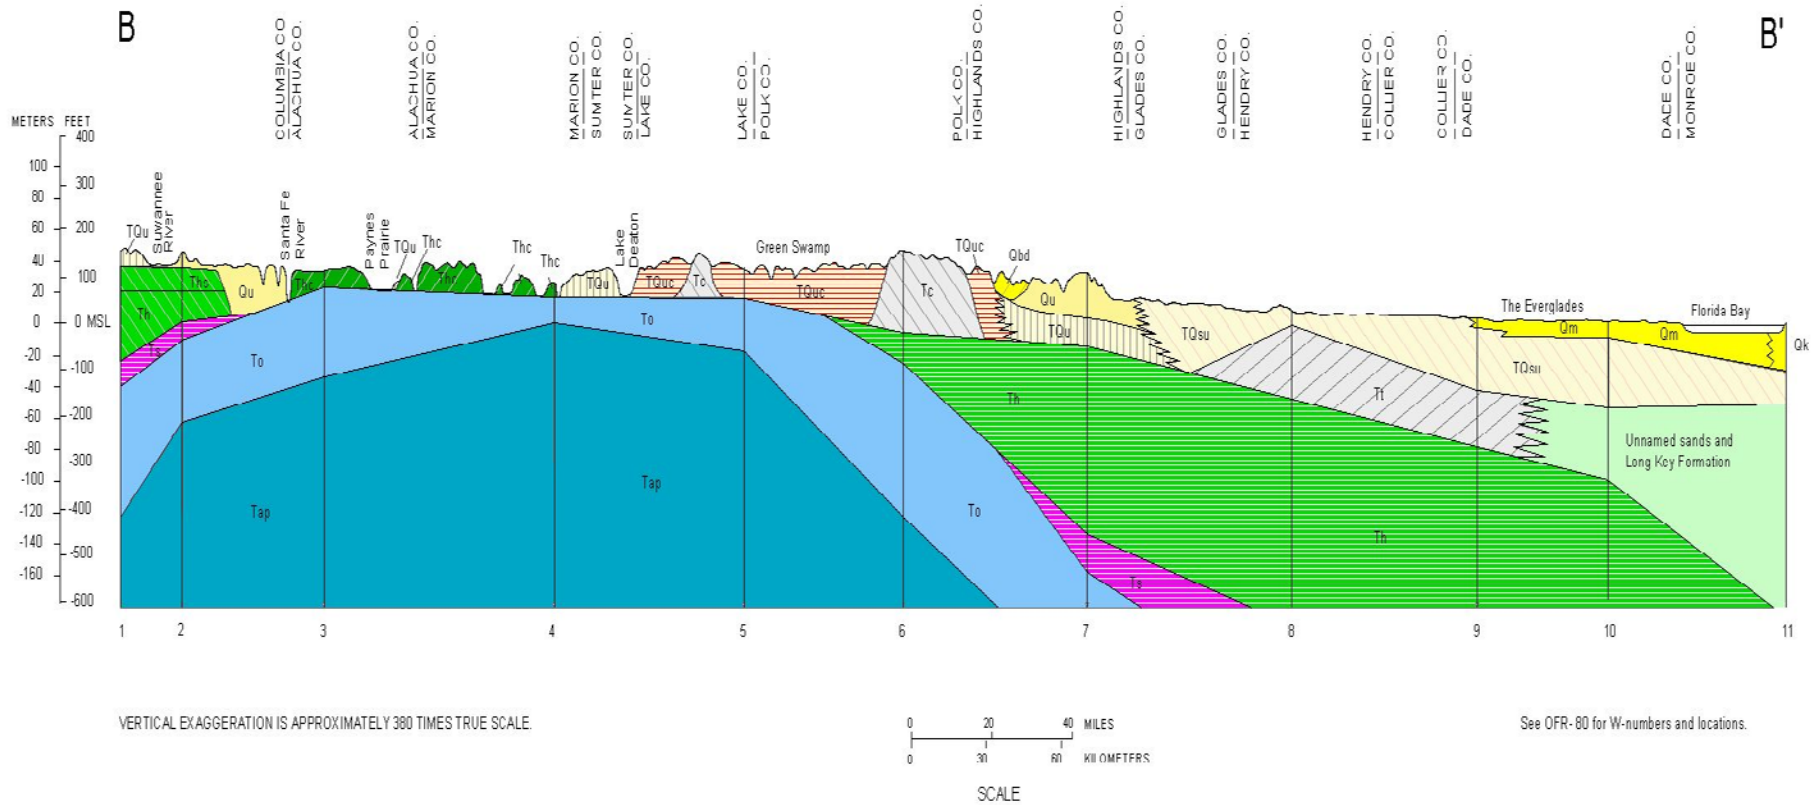 B
B'
COLUMBIA CO
ALACHUA CO.
ALACHUA CO.
MARION CO.
MARION CO.
SUMTER CO.
SUMTER CO.
LAKE CO.
LAKE CO.
POLK CO.
POLK CO.
HIGHLANDS CO.
HIGHLANDS CO.
GLADES CO.
GLADES CO.
HENDRY CO.
HENDRY CO.
COLLIER CO.
COLLIER CO.
DADE CO.
DADE CO.
MONROE CO.
METERS FEET
400
100
300
80
60
200
40
100
20
0
0 MSL
-20
-100
-40
-200
-60
-80
-300
-100
-400
-120
-140
-500
-160
-600
TQu
Suwannee
River
Santa Fe
River
Paynes
Prairie
TQu
Thc
Thc
Thc
Lake
Deaton
Green Swamp
TQuc
Qbd
The Everglades
Florida Bay
Thc
Qu
Thc
Thc
TQu
TQuc
Tc
TQuc
Tc
Qu
TQu
TQsu
Qm
Qm
Qk
Th
Ts
To
To
Th
TQsu
Tt
Unnamed sands and
Long Key Formation
Tap
Tap
To
Th
Ts
1
2
3
4
5
6
7
8
9
10
11
VERTICAL EXAGGERATION IS APPROXIMATELY 380 TIMES TRUE SCALE.
0 20 40 MILES
0 30 60 KILOMETERS
SCALE
See OFR-80 for W-numbers and locations.